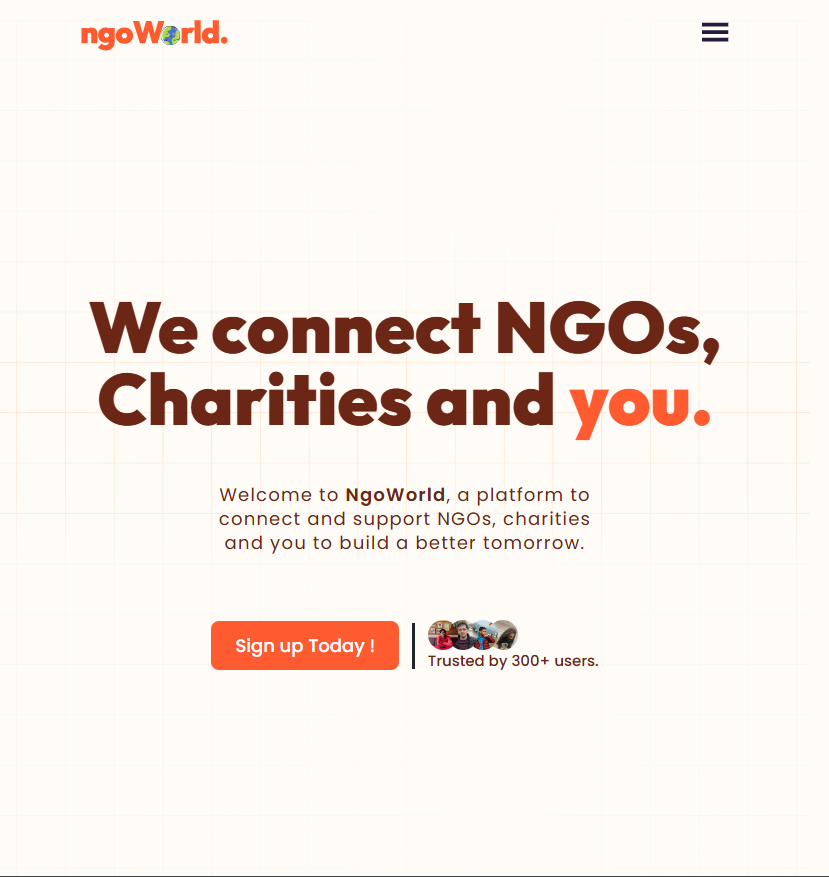 ngoWorld.
We connect NGOs,
Charities and you.
Welcome to NgoWorld, a platform to
connect and support NGOs, charities
and you to build a better tomorrow.
Sign up Today !
Trusted by 300+ users.